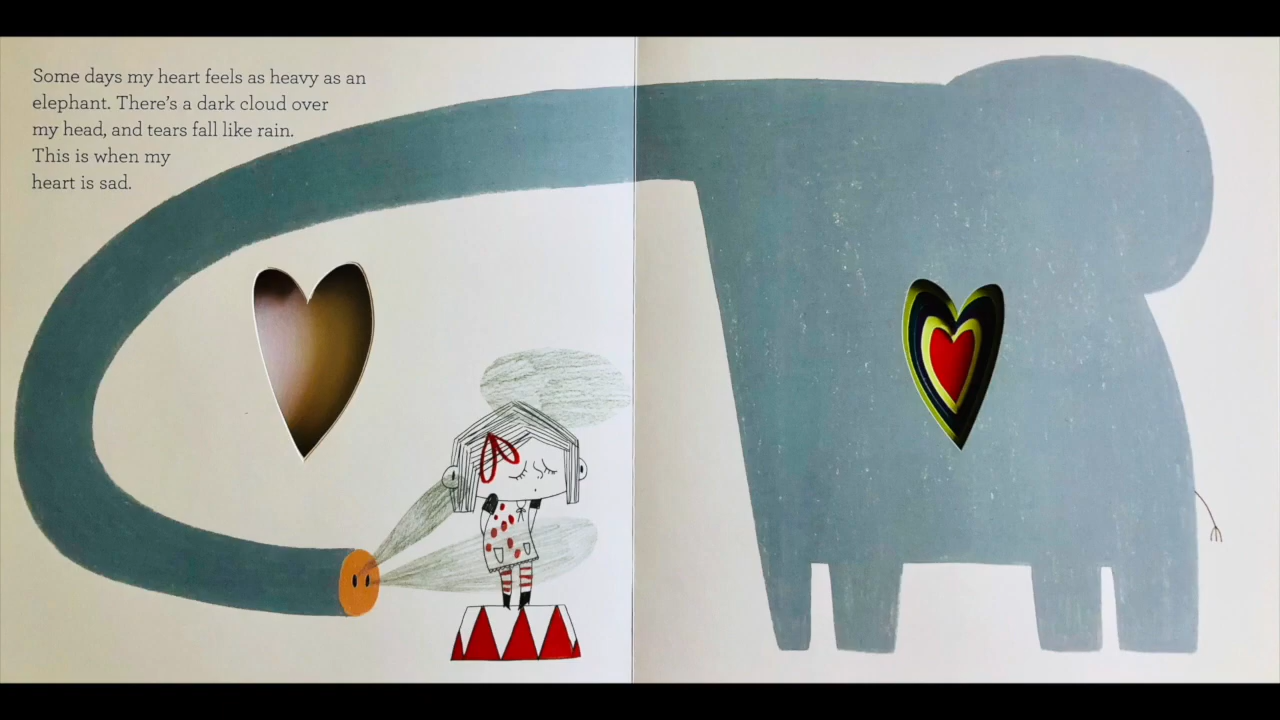 Some days my heart feels as heavy as an
elephant. There's a dark cloud over
my head, and tears fall like rain.
This is when my
heart is sad.